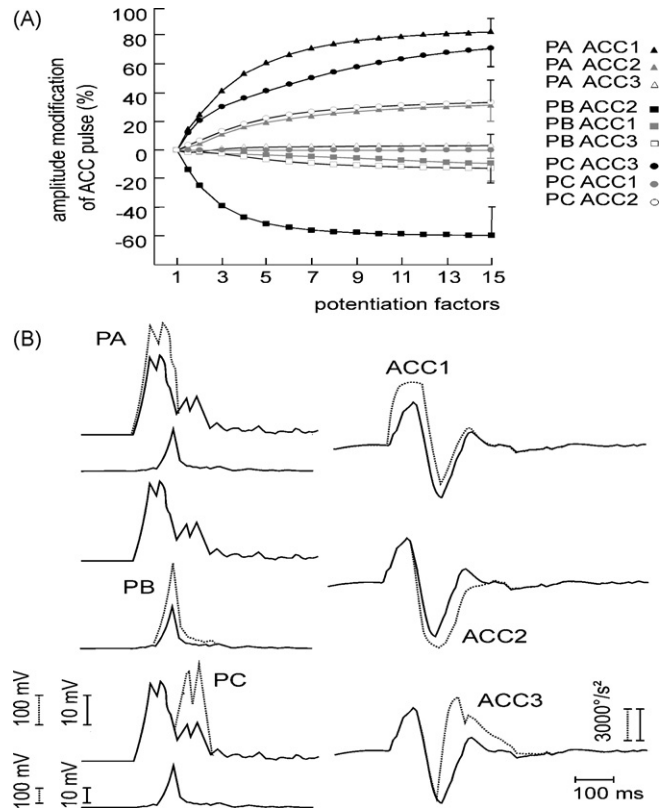 (A)
amplitude modification
of ACC pulse (%)
100
80
60
40
20
0
-20
-40
-60
1 3 5 7 9 11 13 15
potentiation factors
PA ACC1
PA ACC2
PA ACC3
PB ACC2
PB ACC1
PB ACC3
PC ACC3
PC ACC1
PC ACC2
(B)
PA
ACC1
PB
ACC2
PC
ACC3
100 mV
10 mV
3000°/s²
100 mV
10 mV
100 ms